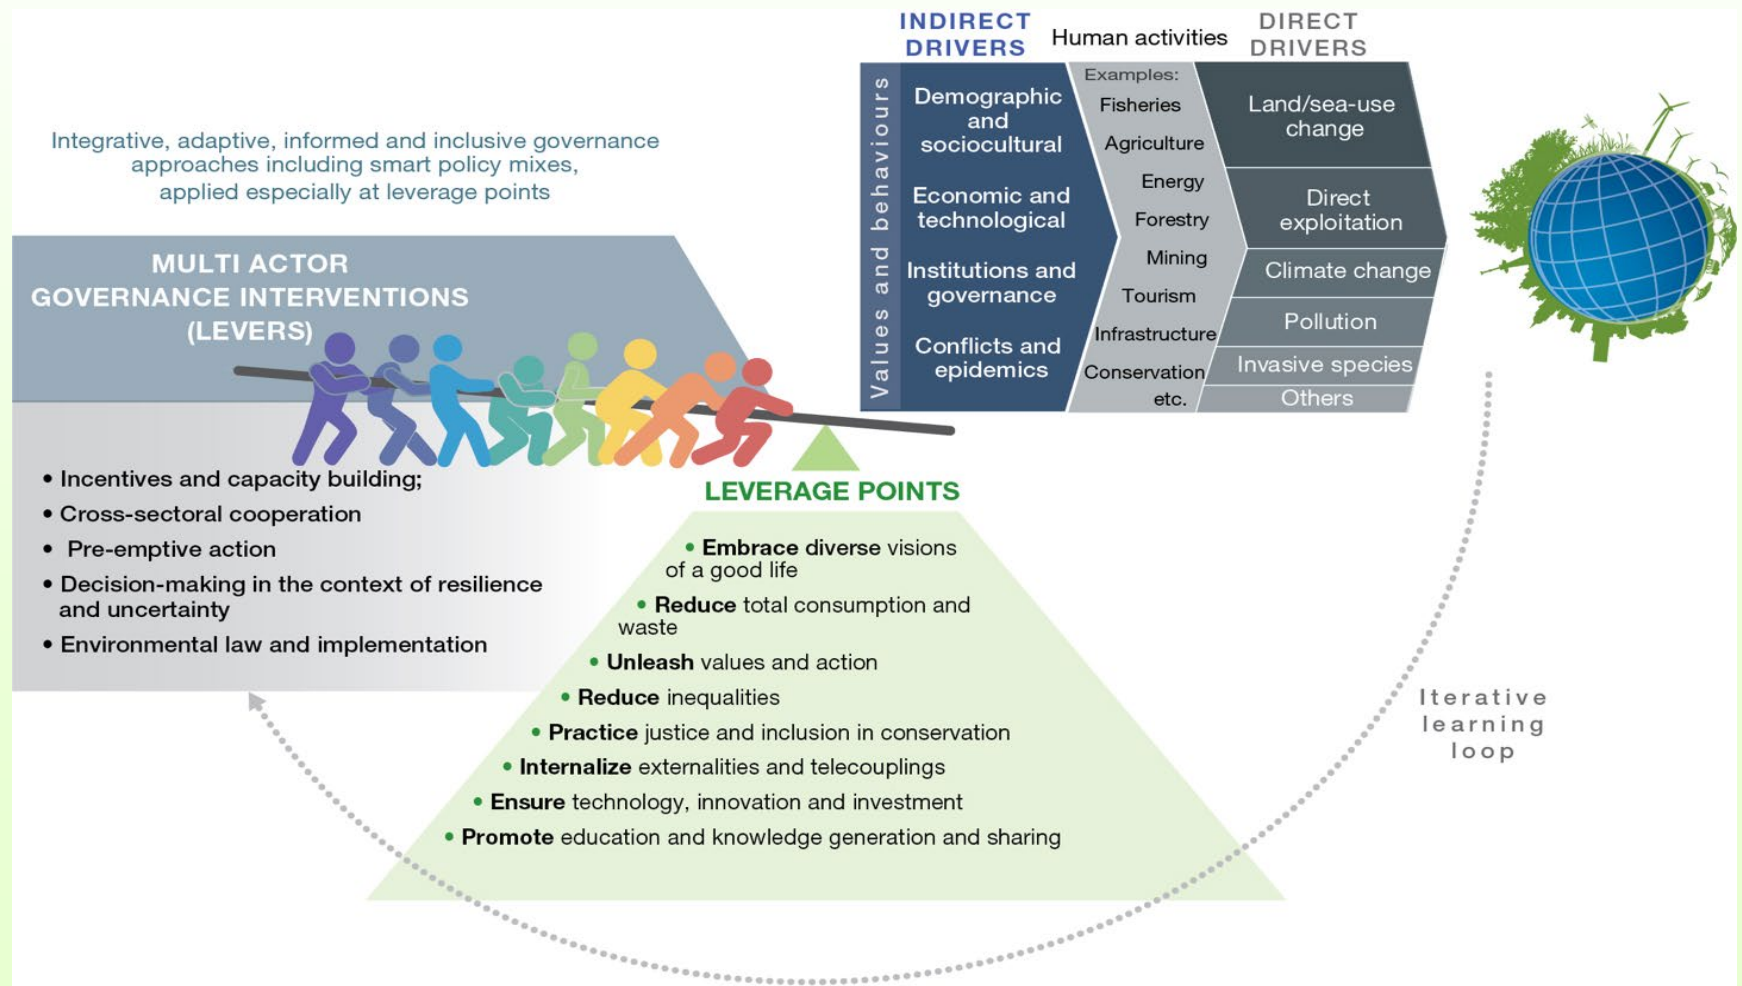 INDIRECT
DRIVERS
Human activities
DIRECT
DRIVERS
Values and behaviours
Demographic
and
sociocultural
Economic and
technological
Institutions and
governance
Conflicts and
epidemics
Examples:
Fisheries
Agriculture
Energy
Forestry
Mining
Tourism
Infrastructure
Conservation
etc.
Land/sea-use
change
Direct
exploitation
Climate change
Pollution
Invasive species
Others
Integrative, adaptive, informed and inclusive governance
approaches including smart policy mixes,
applied especially at leverage points
MULTI ACTOR
GOVERNANCE INTERVENTIONS
(LEVERS)
• Incentives and capacity building;
• Cross-sectoral cooperation
• Pre-emptive action
• Decision-making in the context of resilience
and uncertainty
• Environmental law and implementation
LEVERAGE POINTS
• Embrace diverse visions
of a good life
• Reduce total consumption and
waste
• Unleash values and action
• Reduce inequalities
• Practice justice and inclusion in conservation
• Internalize externalities and telecouplings
• Ensure technology, innovation and investment
• Promote education and knowledge generation and sharing
Iterative
learning
loop